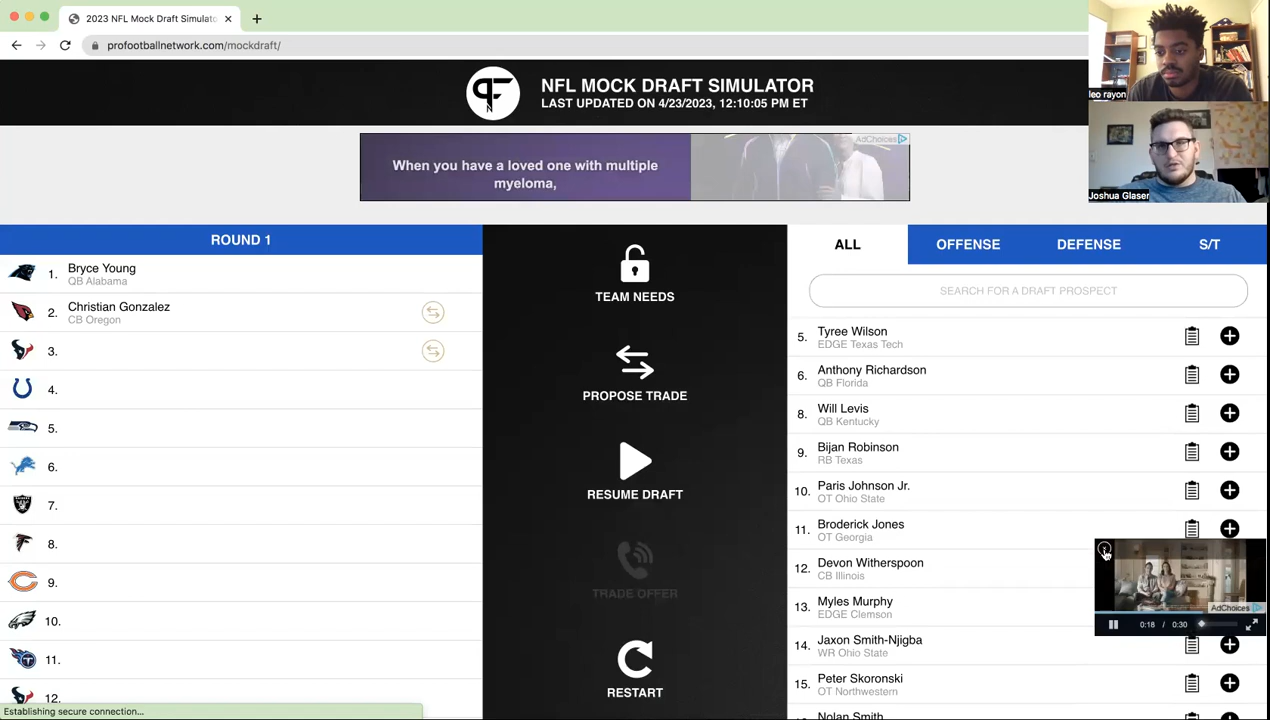 2023 NFL Mock Draft Simulato
profootballnetwork.com/mockdraft/
PF
N
NFL MOCK DRAFT SIMULATOR
LAST UPDATED ON 4/23/2023, 12:10:05 PM ET
leo rayon
Joshua Glaser
When you have a loved one with multiple
myeloma,
AdChoices
ROUND 1
1. Bryce Young
QB Alabama
2. Christian Gonzalez
CB Oregon
3.
4.
5.
6.
7.
8.
9.
10.
11.
12.
TEAM NEEDS
PROPOSE TRADE
RESUME DRAFT
TRADE OFFER
RESTART
ALL OFFENSE DEFENSE S/T
SEARCH FOR A DRAFT PROSPECT
5. Tyree Wilson
EDGE Texas Tech
6. Anthony Richardson
QB Florida
8. Will Levis
QB Kentucky
9. Bijan Robinson
RB Texas
10. Paris Johnson Jr.
OT Ohio State
11. Broderick Jones
OT Georgia
12. Devon Witherspoon
CB Illinois
13. Myles Murphy
EDGE Clemson
14. Jaxon Smith-Njigba
WR Ohio State
15. Peter Skoronski
OT Northwestern
Nolan Smith
AdChoices
0:18 / 0:30
Establishing secure connection...